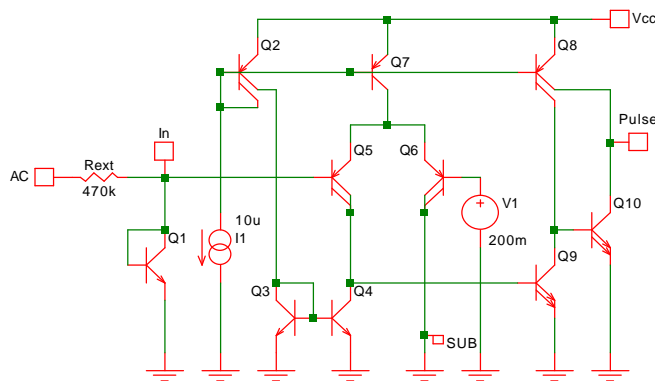 Vcc
Q2
Q7
Q8
In
Pulse
AC
Rext
470k
Q5
Q6
10u
I1
V1
200m
Q1
Q10
Q9
Q3
Q4
SUB